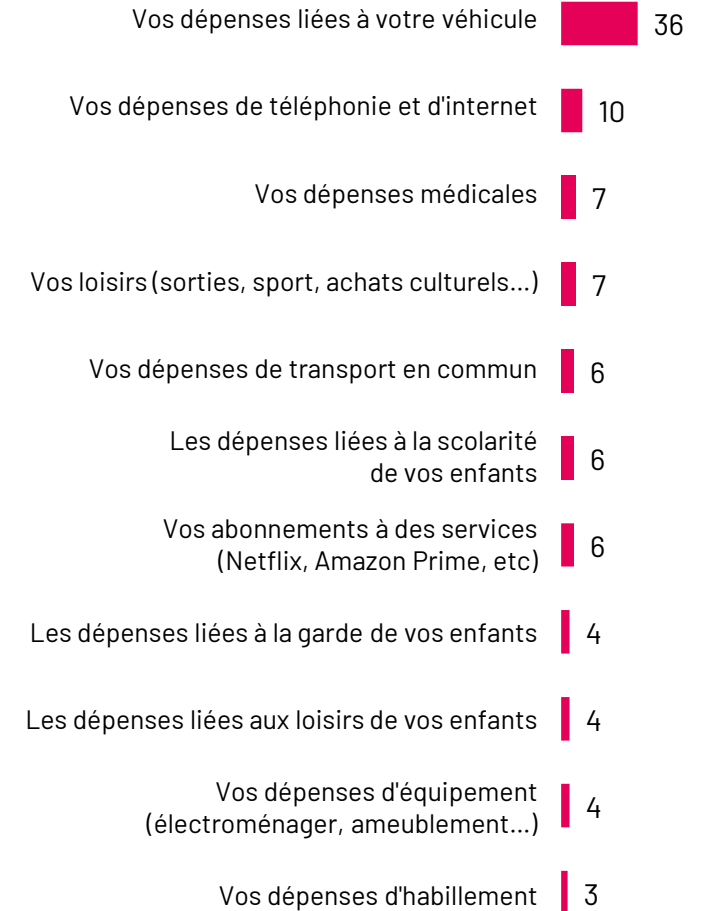 Vos dépenses liées à votre véhicule 36
Vos dépenses de téléphonie et d'internet 10
Vos dépenses médicales 7
Vos loisirs (sorties, sport, achats culturels...) 7
Vos dépenses de transport en commun 6
Les dépenses liées à la scolarité
de vos enfants 6
Vos abonnements à des services
(Netflix, Amazon Prime, etc) 6
Les dépenses liées à la garde de vos enfants 4
Les dépenses liées aux loisirs de vos enfants 4
Vos dépenses d'équipement
(électroménager, ameublement...) 4
Vos dépenses d'habillement 3